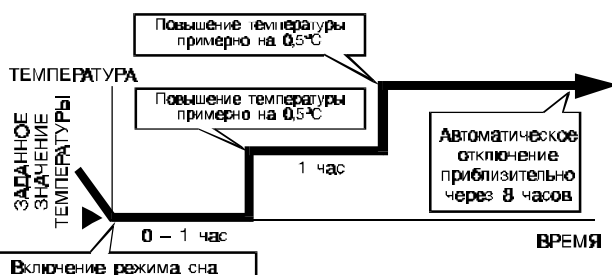 Повышение температуры
примерно на 0,5°C
ТЕМПЕРАТУРА
Повышение температуры
примерно на 0,5°C
ЗАДАННОЕ
ЗНАЧЕНИЕ
ТЕМПЕРАТУРЫ
1 час
Автоматическое
отключение
приблизительно
через 8 часов
0 – 1 час
ВРЕМЯ
Включение режима сна